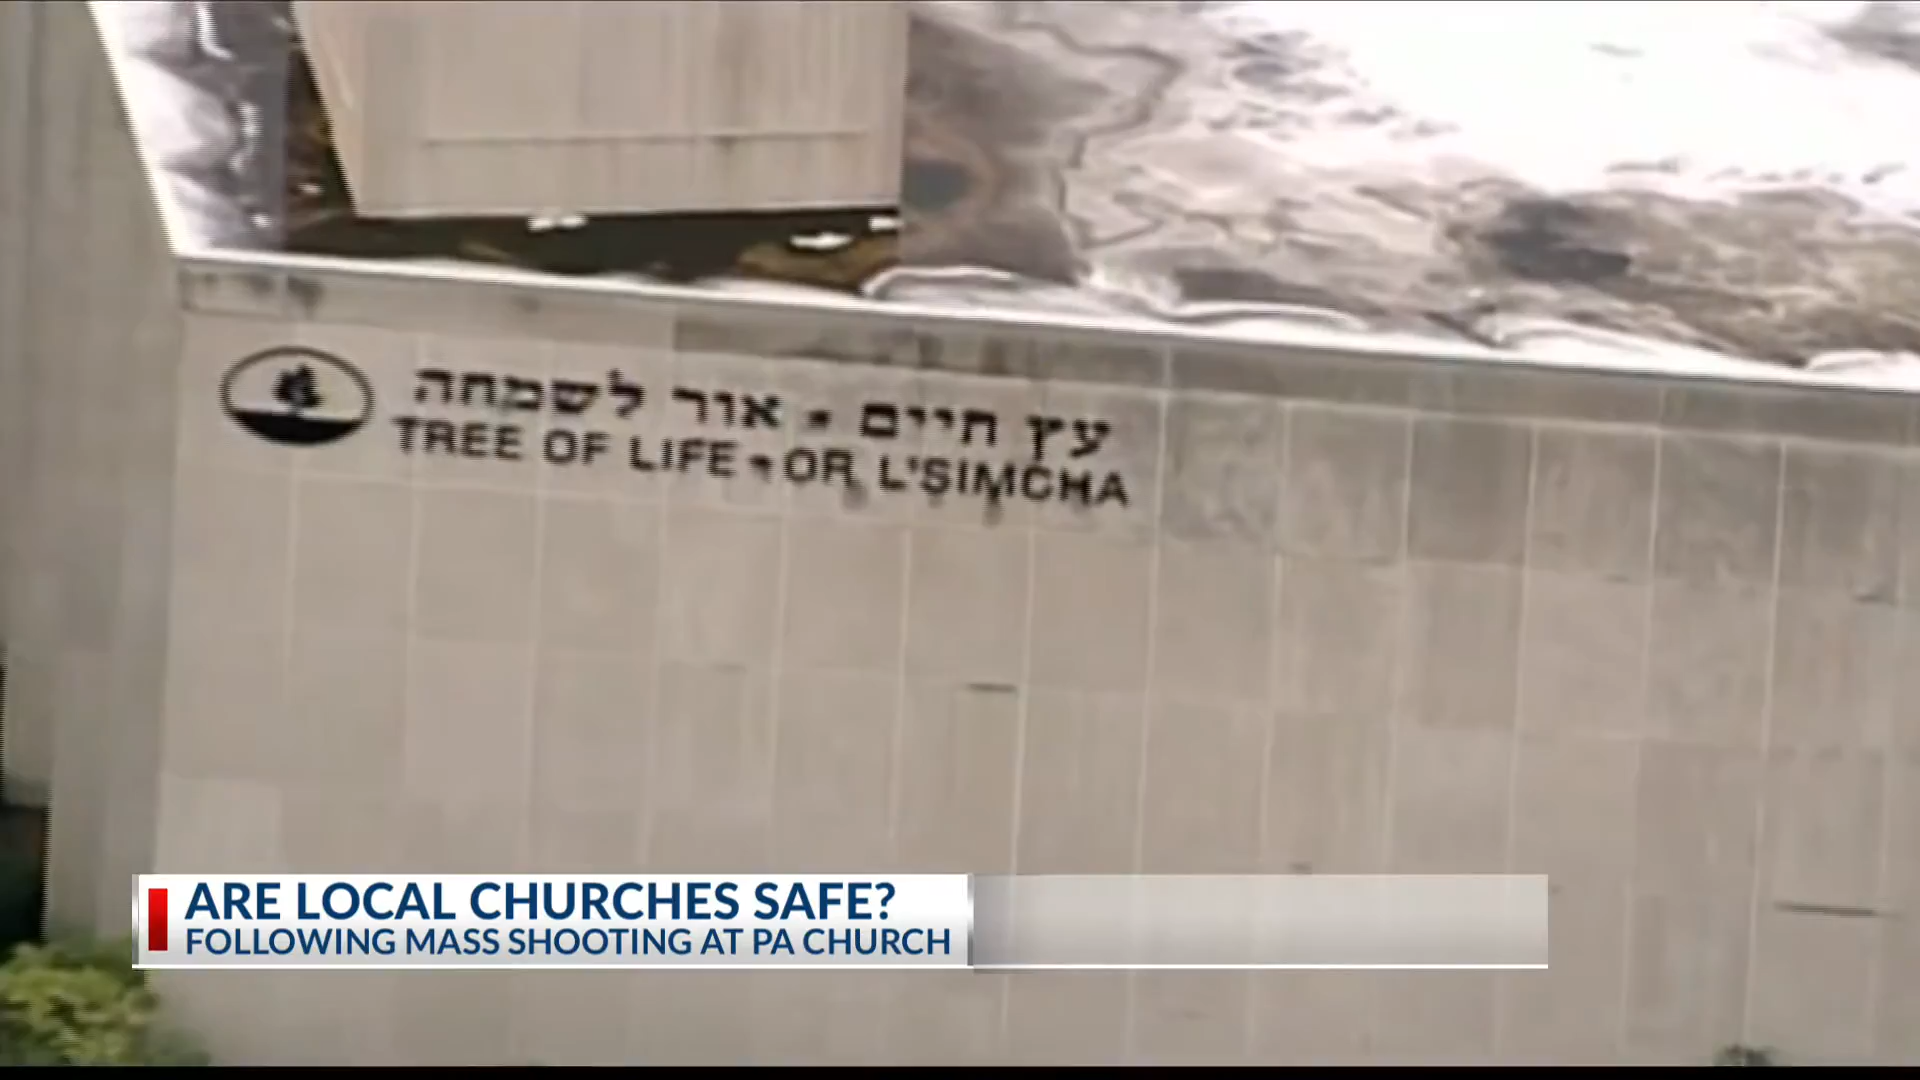 עץ חיים - אור לשמחה
TREE OF LIFE - OR L'SIMCHA
ARE LOCAL CHURCHES SAFE?
FOLLOWING MASS SHOOTING AT PA CHURCH